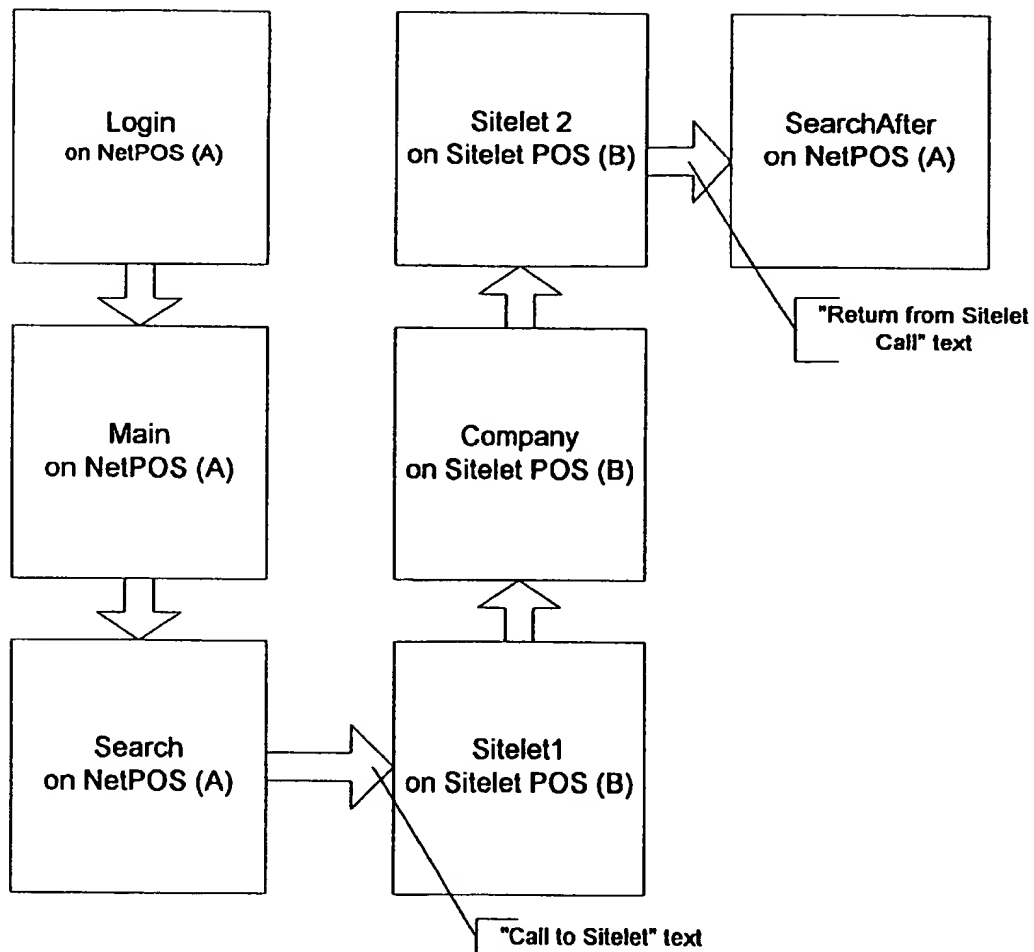 Login
on NetPOS (A)
Main
on NetPOS (A)
Search
on NetPOS (A)
"Call to Sitelet" text
Sitelet1
on Sitelet POS (B)
Company
on Sitelet POS (B)
Sitelet 2
on Sitelet POS (B)
"Return from Sitelet
Call" text
SearchAfter
on NetPOS (A)